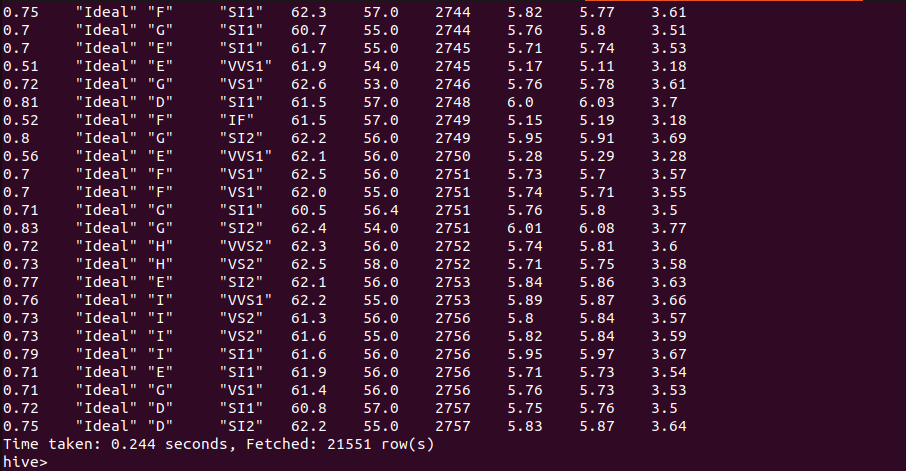 0.75 "Ideal" "F" "SI1" 62.3 57.0 2744 5.82 5.77 3.61
0.7 "Ideal" "G" "SI1" 60.7 55.0 2744 5.76 5.8 3.51
0.7 "Ideal" "E" "SI1" 61.7 55.0 2745 5.71 5.74 3.53
0.51 "Ideal" "E" "VVS1" 61.9 54.0 2745 5.17 5.11 3.18
0.72 "Ideal" "G" "VS1" 62.6 53.0 2746 5.76 5.78 3.61
0.81 "Ideal" "D" "SI1" 61.5 57.0 2748 6.0 6.03 3.7
0.52 "Ideal" "F" "IF" 61.5 57.0 2749 5.15 5.19 3.18
0.8 "Ideal" "G" "SI2" 62.2 56.0 2749 5.95 5.91 3.69
0.56 "Ideal" "E" "VVS1" 62.1 56.0 2750 5.28 5.29 3.28
0.7 "Ideal" "F" "VS1" 62.5 56.0 2751 5.73 5.7 3.57
0.7 "Ideal" "F" "VS1" 62.0 55.0 2751 5.74 5.71 3.55
0.71 "Ideal" "G" "SI1" 60.5 56.4 2751 5.76 5.8 3.5
0.83 "Ideal" "G" "SI2" 62.4 54.0 2751 6.01 6.08 3.77
0.72 "Ideal" "H" "VVS2" 62.3 56.0 2752 5.74 5.81 3.6
0.73 "Ideal" "H" "VS2" 62.5 58.0 2752 5.71 5.75 3.58
0.77 "Ideal" "E" "SI2" 62.1 56.0 2753 5.84 5.86 3.63
0.76 "Ideal" "I" "VVS1" 62.2 55.0 2753 5.89 5.87 3.66
0.73 "Ideal" "I" "VS2" 61.3 56.0 2756 5.8 5.84 3.57
0.73 "Ideal" "I" "VS2" 61.6 55.0 2756 5.82 5.84 3.59
0.79 "Ideal" "I" "SI1" 61.6 56.0 2756 5.95 5.97 3.67
0.71 "Ideal" "E" "SI1" 61.9 56.0 2756 5.71 5.73 3.54
0.71 "Ideal" "G" "VS1" 61.4 56.0 2756 5.76 5.73 3.53
0.72 "Ideal" "D" "SI1" 60.8 57.0 2757 5.75 5.76 3.5
0.75 "Ideal" "D" "SI2" 62.2 55.0 2757 5.83 5.87 3.64
Time taken: 0.244 seconds, Fetched: 21551 row(s)
hive>